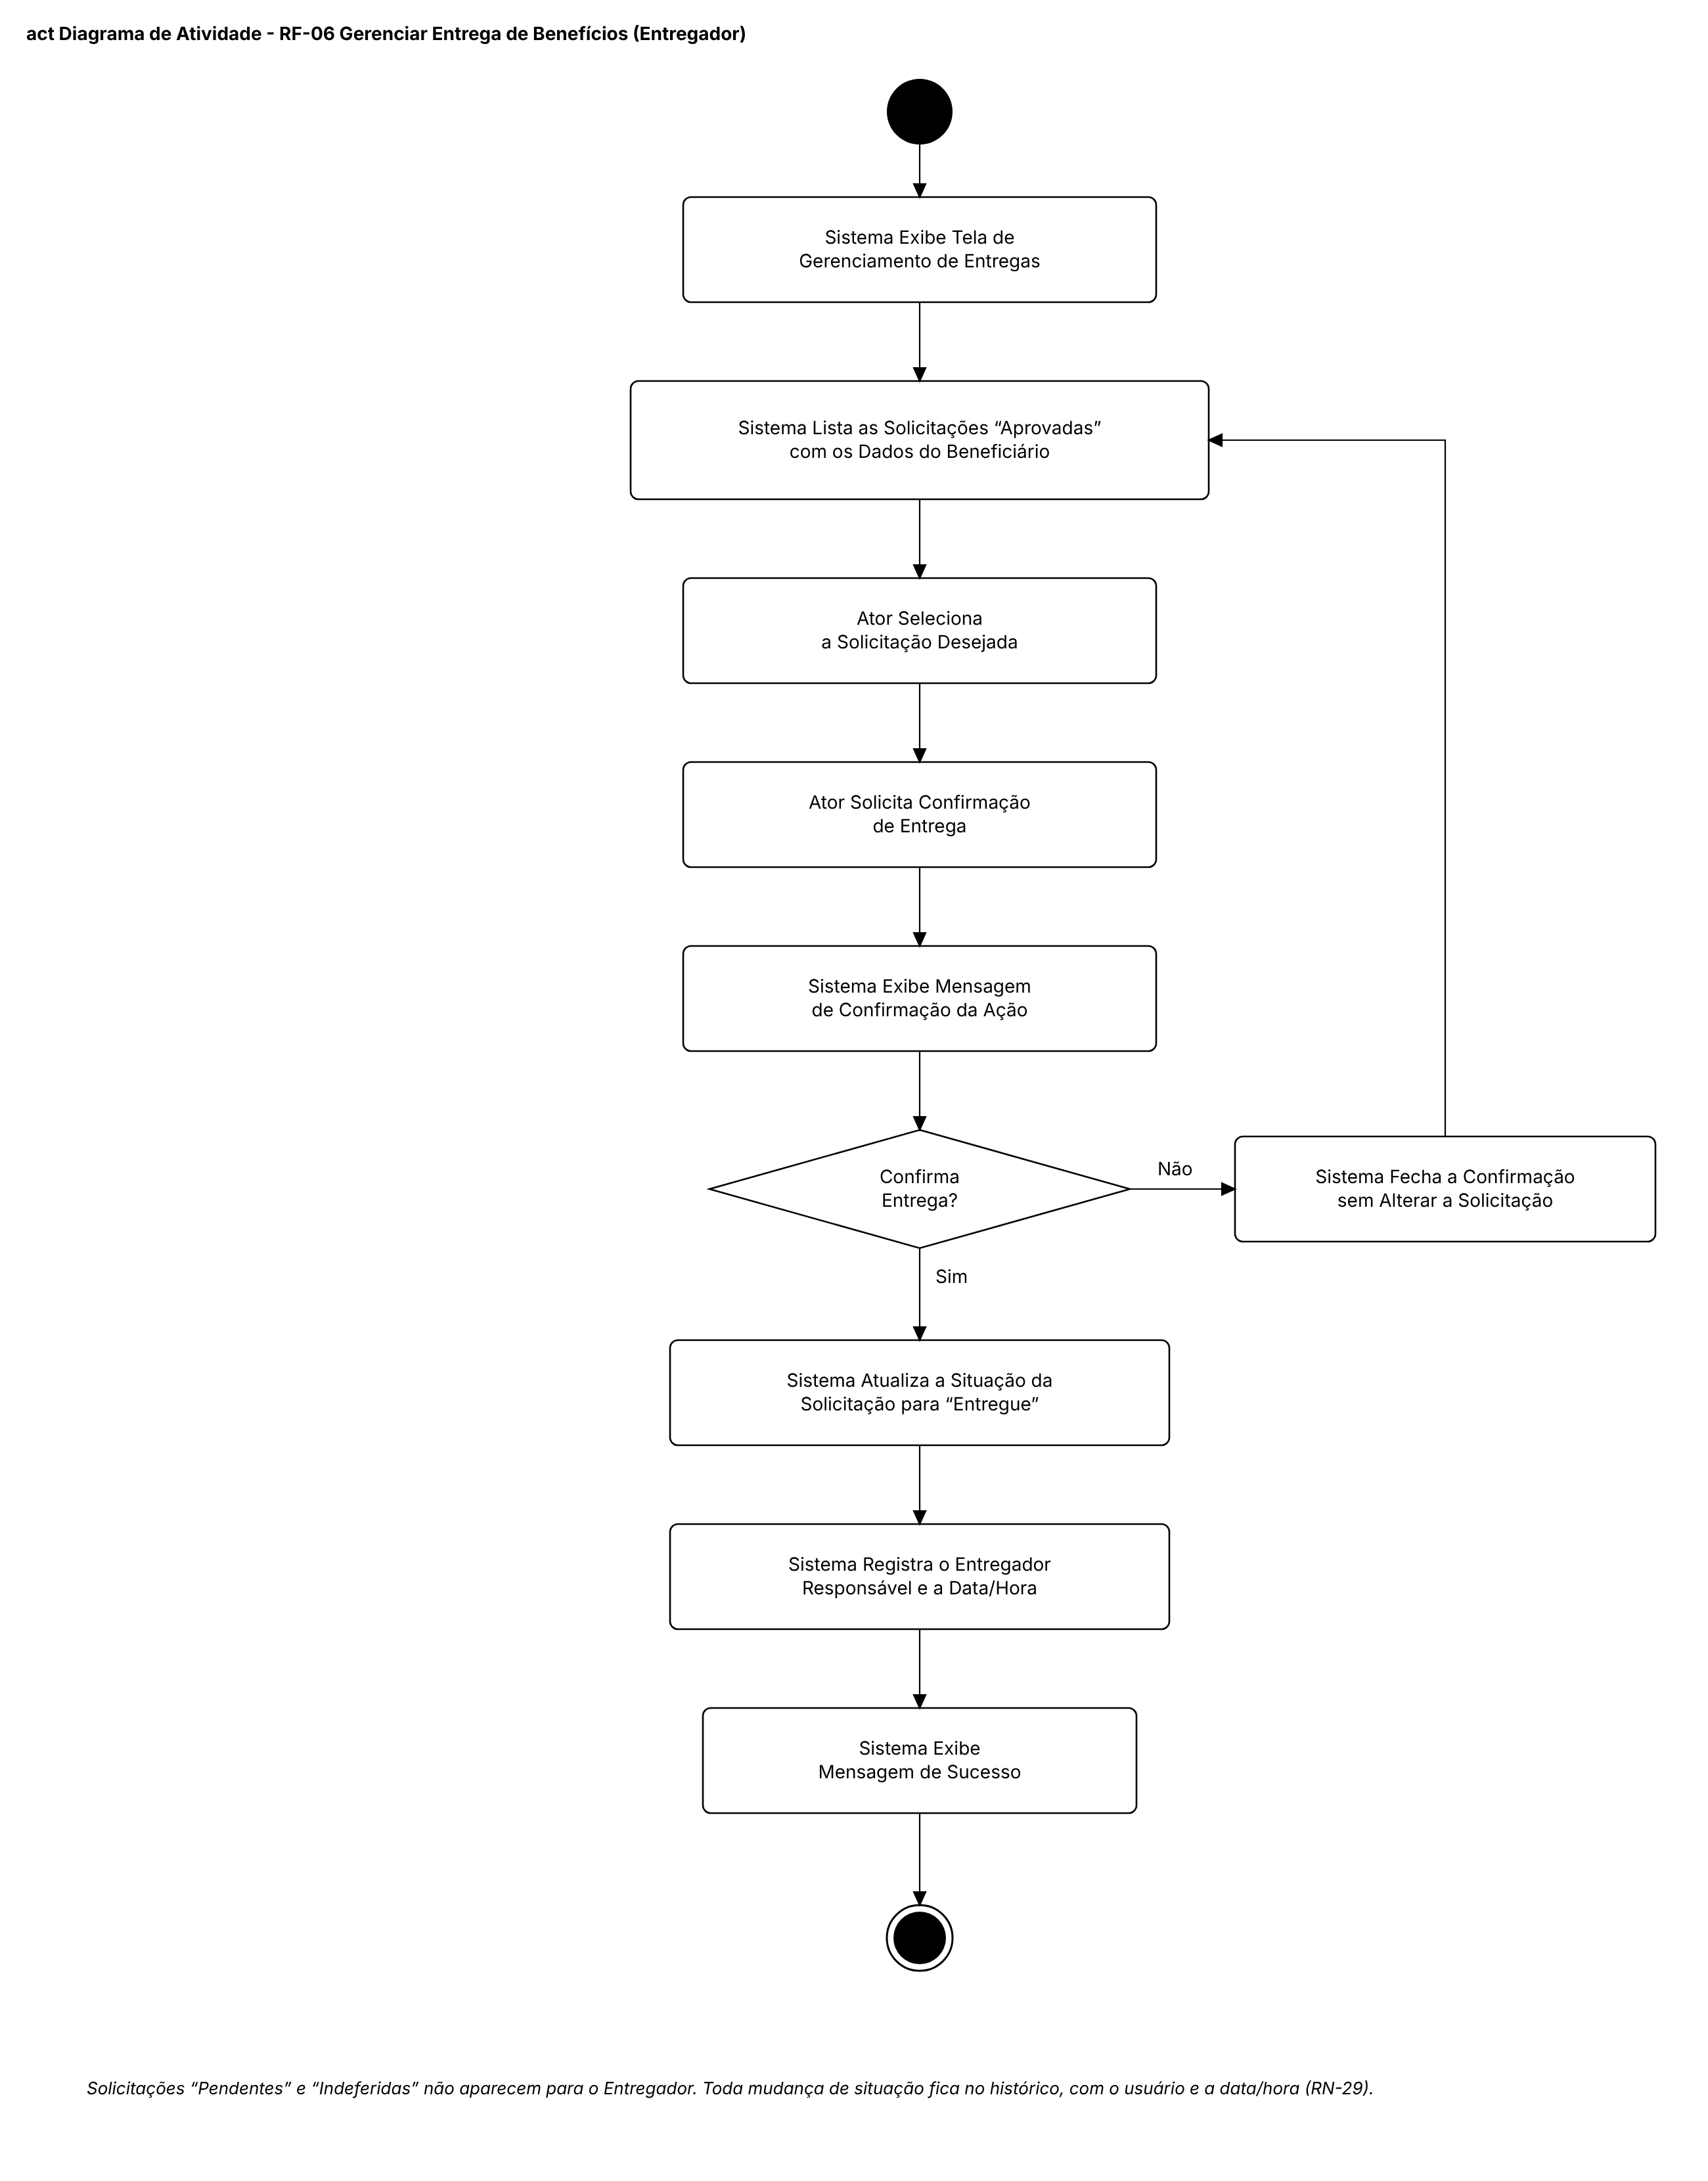 act Diagrama de Atividade - RF-06 Gerenciar Entrega de Benefícios (Entregador)
Sistema Exibe Tela de
Gerenciamento de Entregas
Sistema Lista as Solicitações “Aprovadas”
com os Dados do Beneficiário
Ator Seleciona
a Solicitação Desejada
Ator Solicita Confirmação
de Entrega
Sistema Exibe Mensagem
de Confirmação da Ação
Confirma
Entrega?
Não
Sistema Fecha a Confirmação
sem Alterar a Solicitação
Sim
Sistema Atualiza a Situação da
Solicitação para “Entregue”
Sistema Registra o Entregador
Responsável e a Data/Hora
Sistema Exibe
Mensagem de Sucesso
Solicitações “Pendentes” e “Indeferidas” não aparecem para o Entregador. Toda mudança de situação fica no histórico, com o usuário e a data/hora (RN-29).